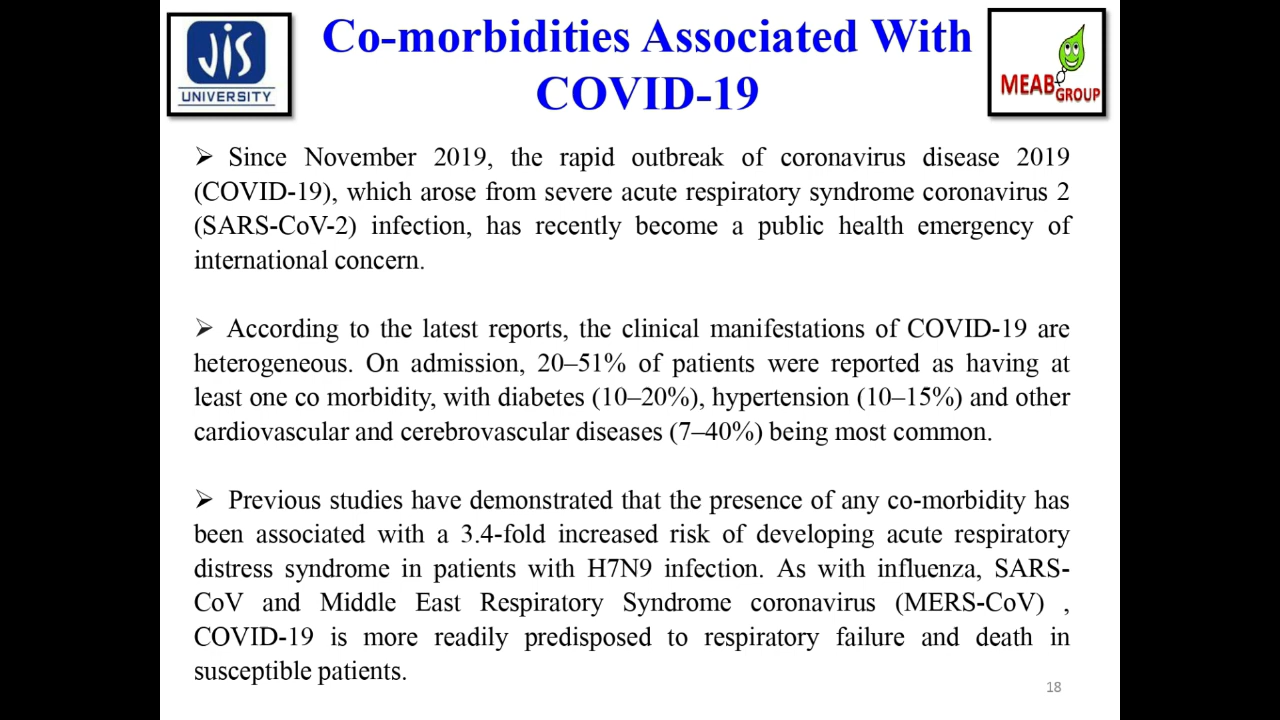 JIS
UNIVERSITY
Co-morbidities Associated With
COVID-19
MEAB GROUP
➢ Since November 2019, the rapid outbreak of coronavirus disease 2019
(COVID-19), which arose from severe acute respiratory syndrome coronavirus 2
(SARS-CoV-2) infection, has recently become a public health emergency of
international concern.
➢ According to the latest reports, the clinical manifestations of COVID-19 are
heterogeneous. On admission, 20–51% of patients were reported as having at
least one co morbidity, with diabetes (10–20%), hypertension (10–15%) and other
cardiovascular and cerebrovascular diseases (7–40%) being most common.
➢ Previous studies have demonstrated that the presence of any co-morbidity has
been associated with a 3.4-fold increased risk of developing acute respiratory
distress syndrome in patients with H7N9 infection. As with influenza, SARS-
CoV and Middle East Respiratory Syndrome coronavirus (MERS-CoV) ,
COVID-19 is more readily predisposed to respiratory failure and death in
susceptible patients.
18